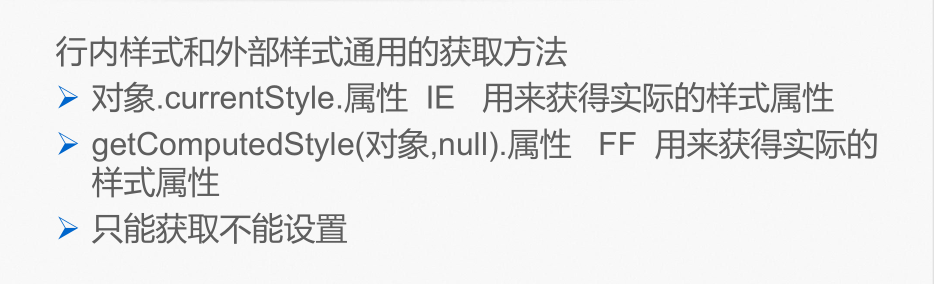 行内样式和外部样式通用的获取方法
➢ 对象.currentStyle.属性  IE   用来获得实际的样式属性
➢ getComputedStyle(对象,null).属性   FF  用来获得实际的
样式属性
➢ 只能获取不能设置